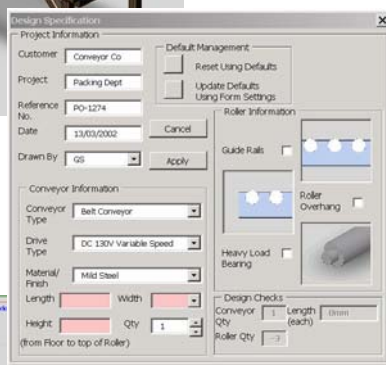 Design Specification
Project Information
Customer Conveyor Co
Project Packing Dept
Reference No. PO-1274
Date 13/03/2002
Drawn By GS
Cancel
Apply
Default Management
Reset Using Defaults
Update Defaults Using Form Settings
Roller Information
Guide Rails
Roller Overhang
Heavy Load Bearing
Conveyor Information
Conveyor Type Belt Conveyor
Drive Type DC 130V Variable Speed
Material/ Finish Mild Steel
Length Width
Height Qty 1
(from Floor to top of Roller)
Design Checks
Conveyor Qty 1 Length (each) 0mm
Roller Qty -3